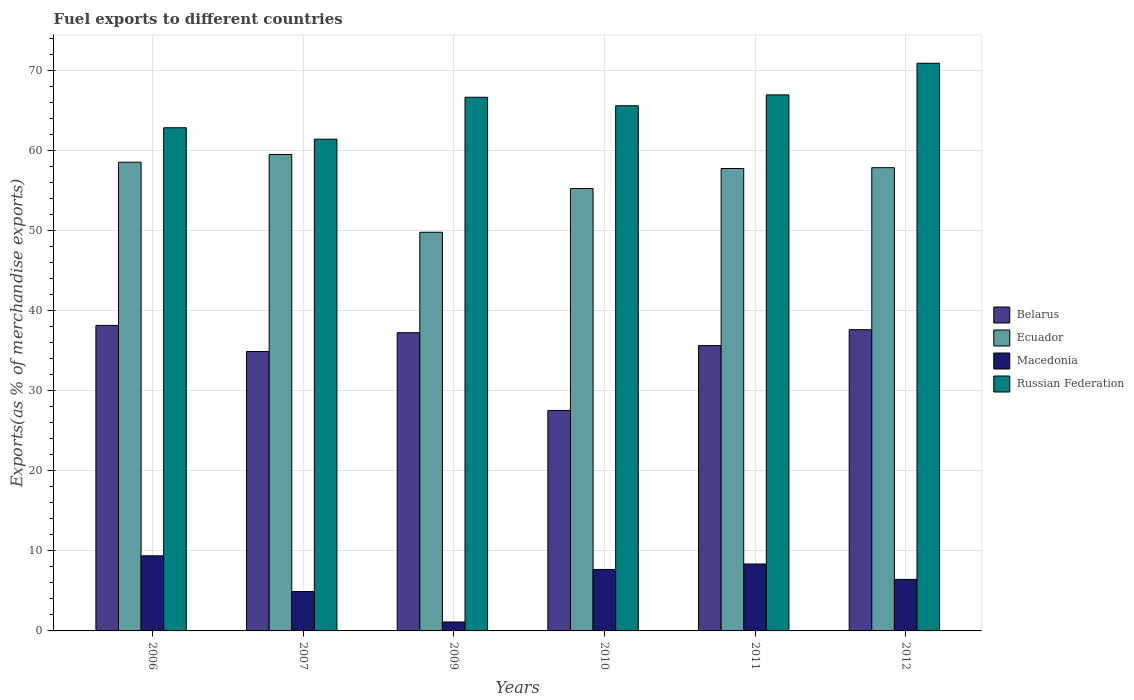 Fuel exports to different countries
Exports(as % of merchandise exports)
70
60
50
40
30
20
10
0
2006
2007
2009
2010
2011
2012
Years
Belarus
Ecuador
Macedonia
Russian Federation